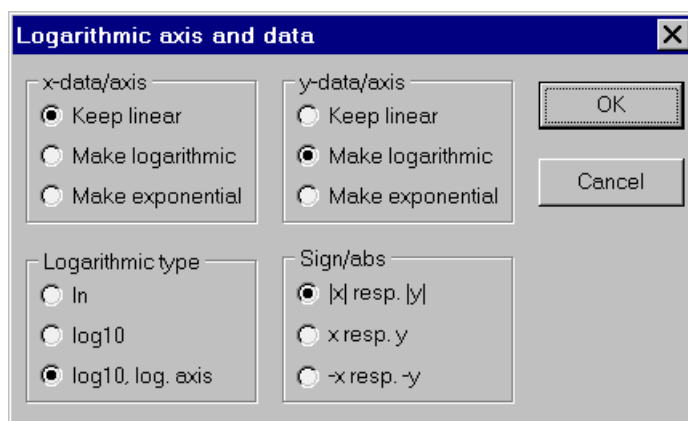 Logarithmic axis and data
x-data/axis
Keep linear
Make logarithmic
Make exponential
y-data/axis
Keep linear
Make logarithmic
Make exponential
OK
Cancel
Logarithmic type
ln
log10
log10, log. axis
Sign/abs
|x| resp. |y|
x resp. y
-x resp. -y